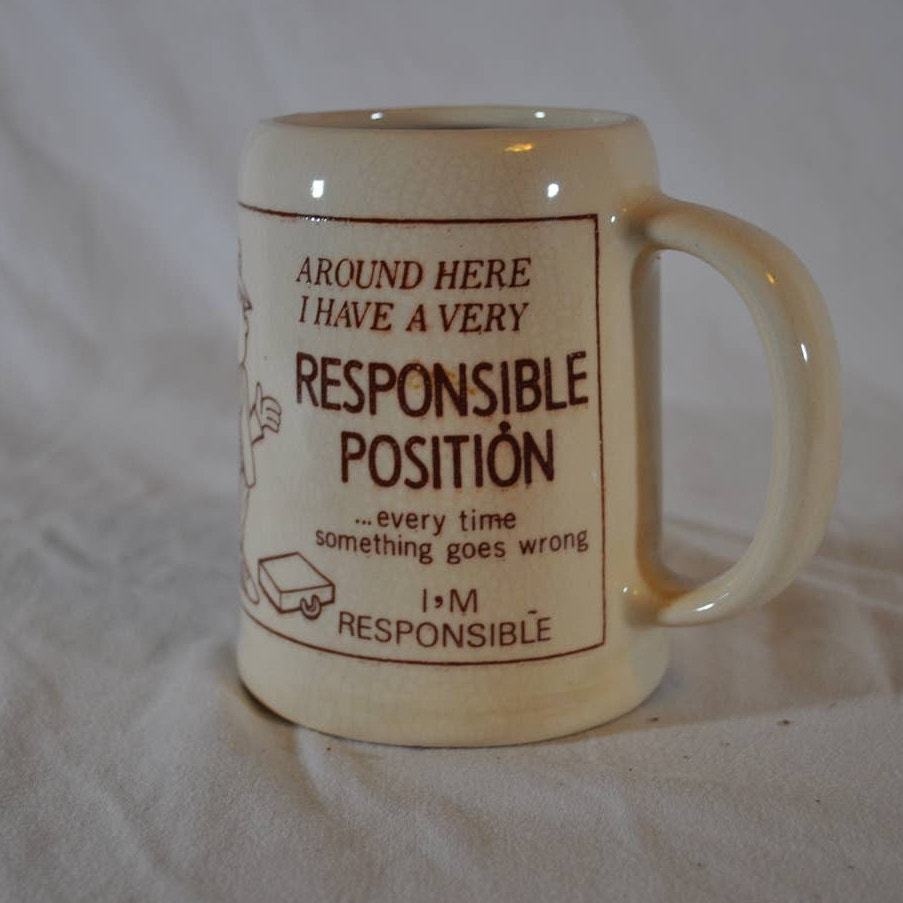 AROUND HERE
I HAVE A VERY
RESPONSIBLE
POSITION
...every time
something goes wrong
I'M
RESPONSIBLE